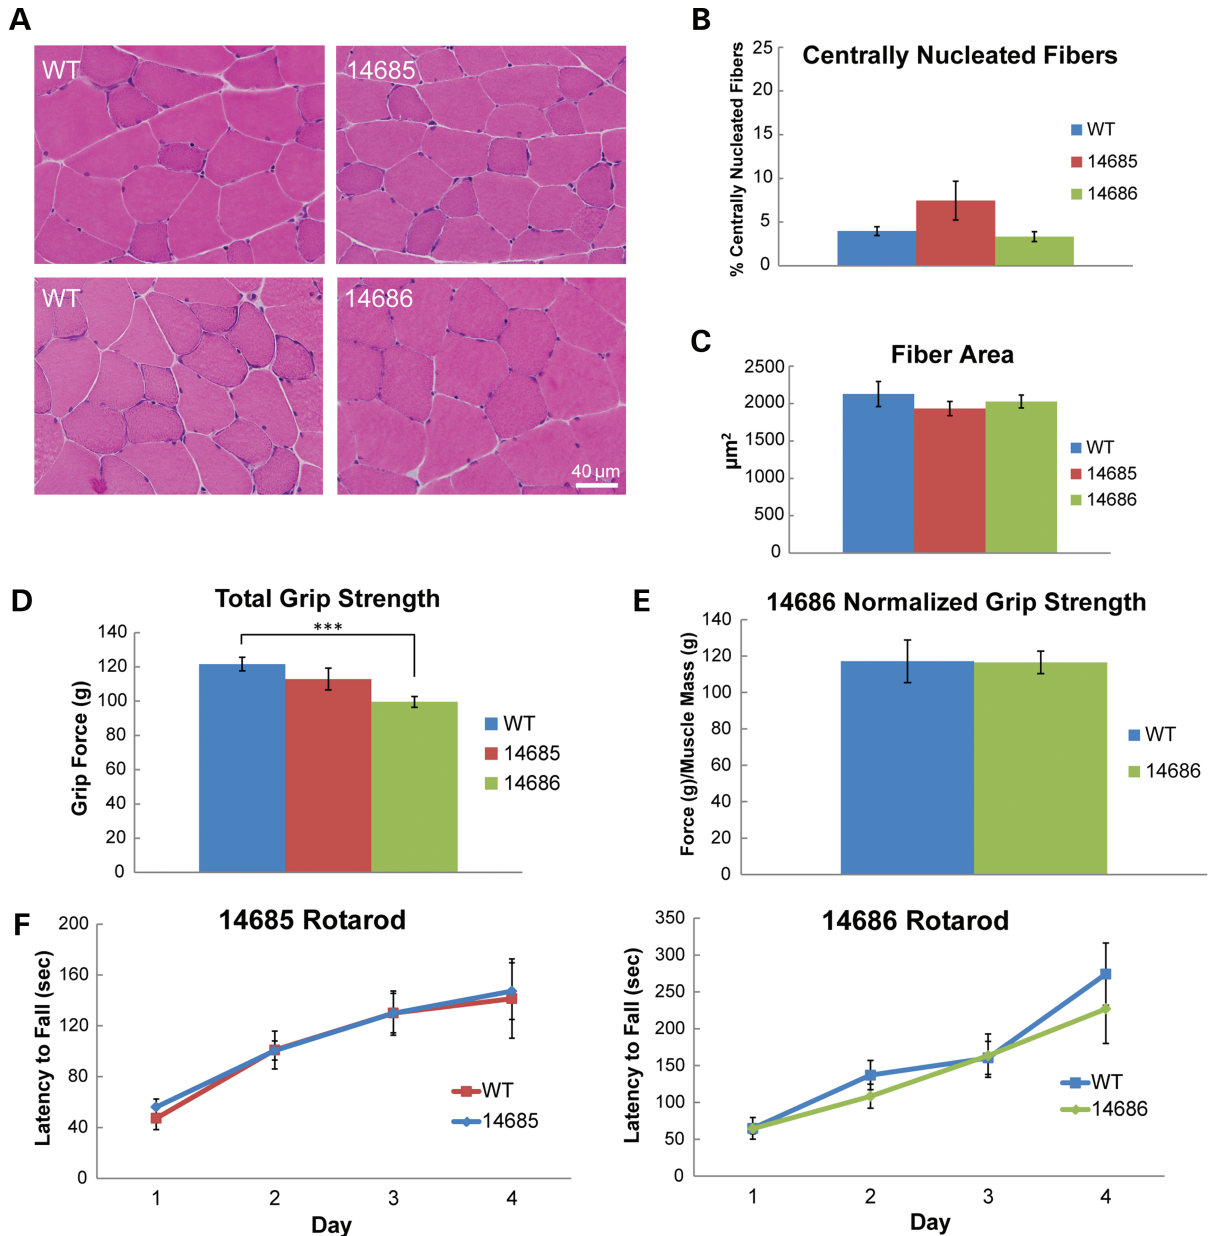 A
WT
14685
WT
14686
40 µm
B
Centrally Nucleated Fibers
% Centrally Nucleated Fibers
25
20
15
10
5
0
WT
14685
14686
C
Fiber Area
µm²
2500
2000
1500
1000
500
0
WT
14685
14686
D
Total Grip Strength
***
Grip Force (g)
140
120
100
80
60
40
20
0
WT
14685
14686
E
14686 Normalized Grip Strength
Force (g)/Muscle Mass (g)
140
120
100
80
60
40
20
0
WT
14686
F
14685 Rotarod
Latency to Fall (sec)
200
160
120
80
40
0
WT
14685
1 2 3 4
Day
14686 Rotarod
Latency to Fall (sec)
350
300
250
200
150
100
50
0
WT
14686
1 2 3 4
Day